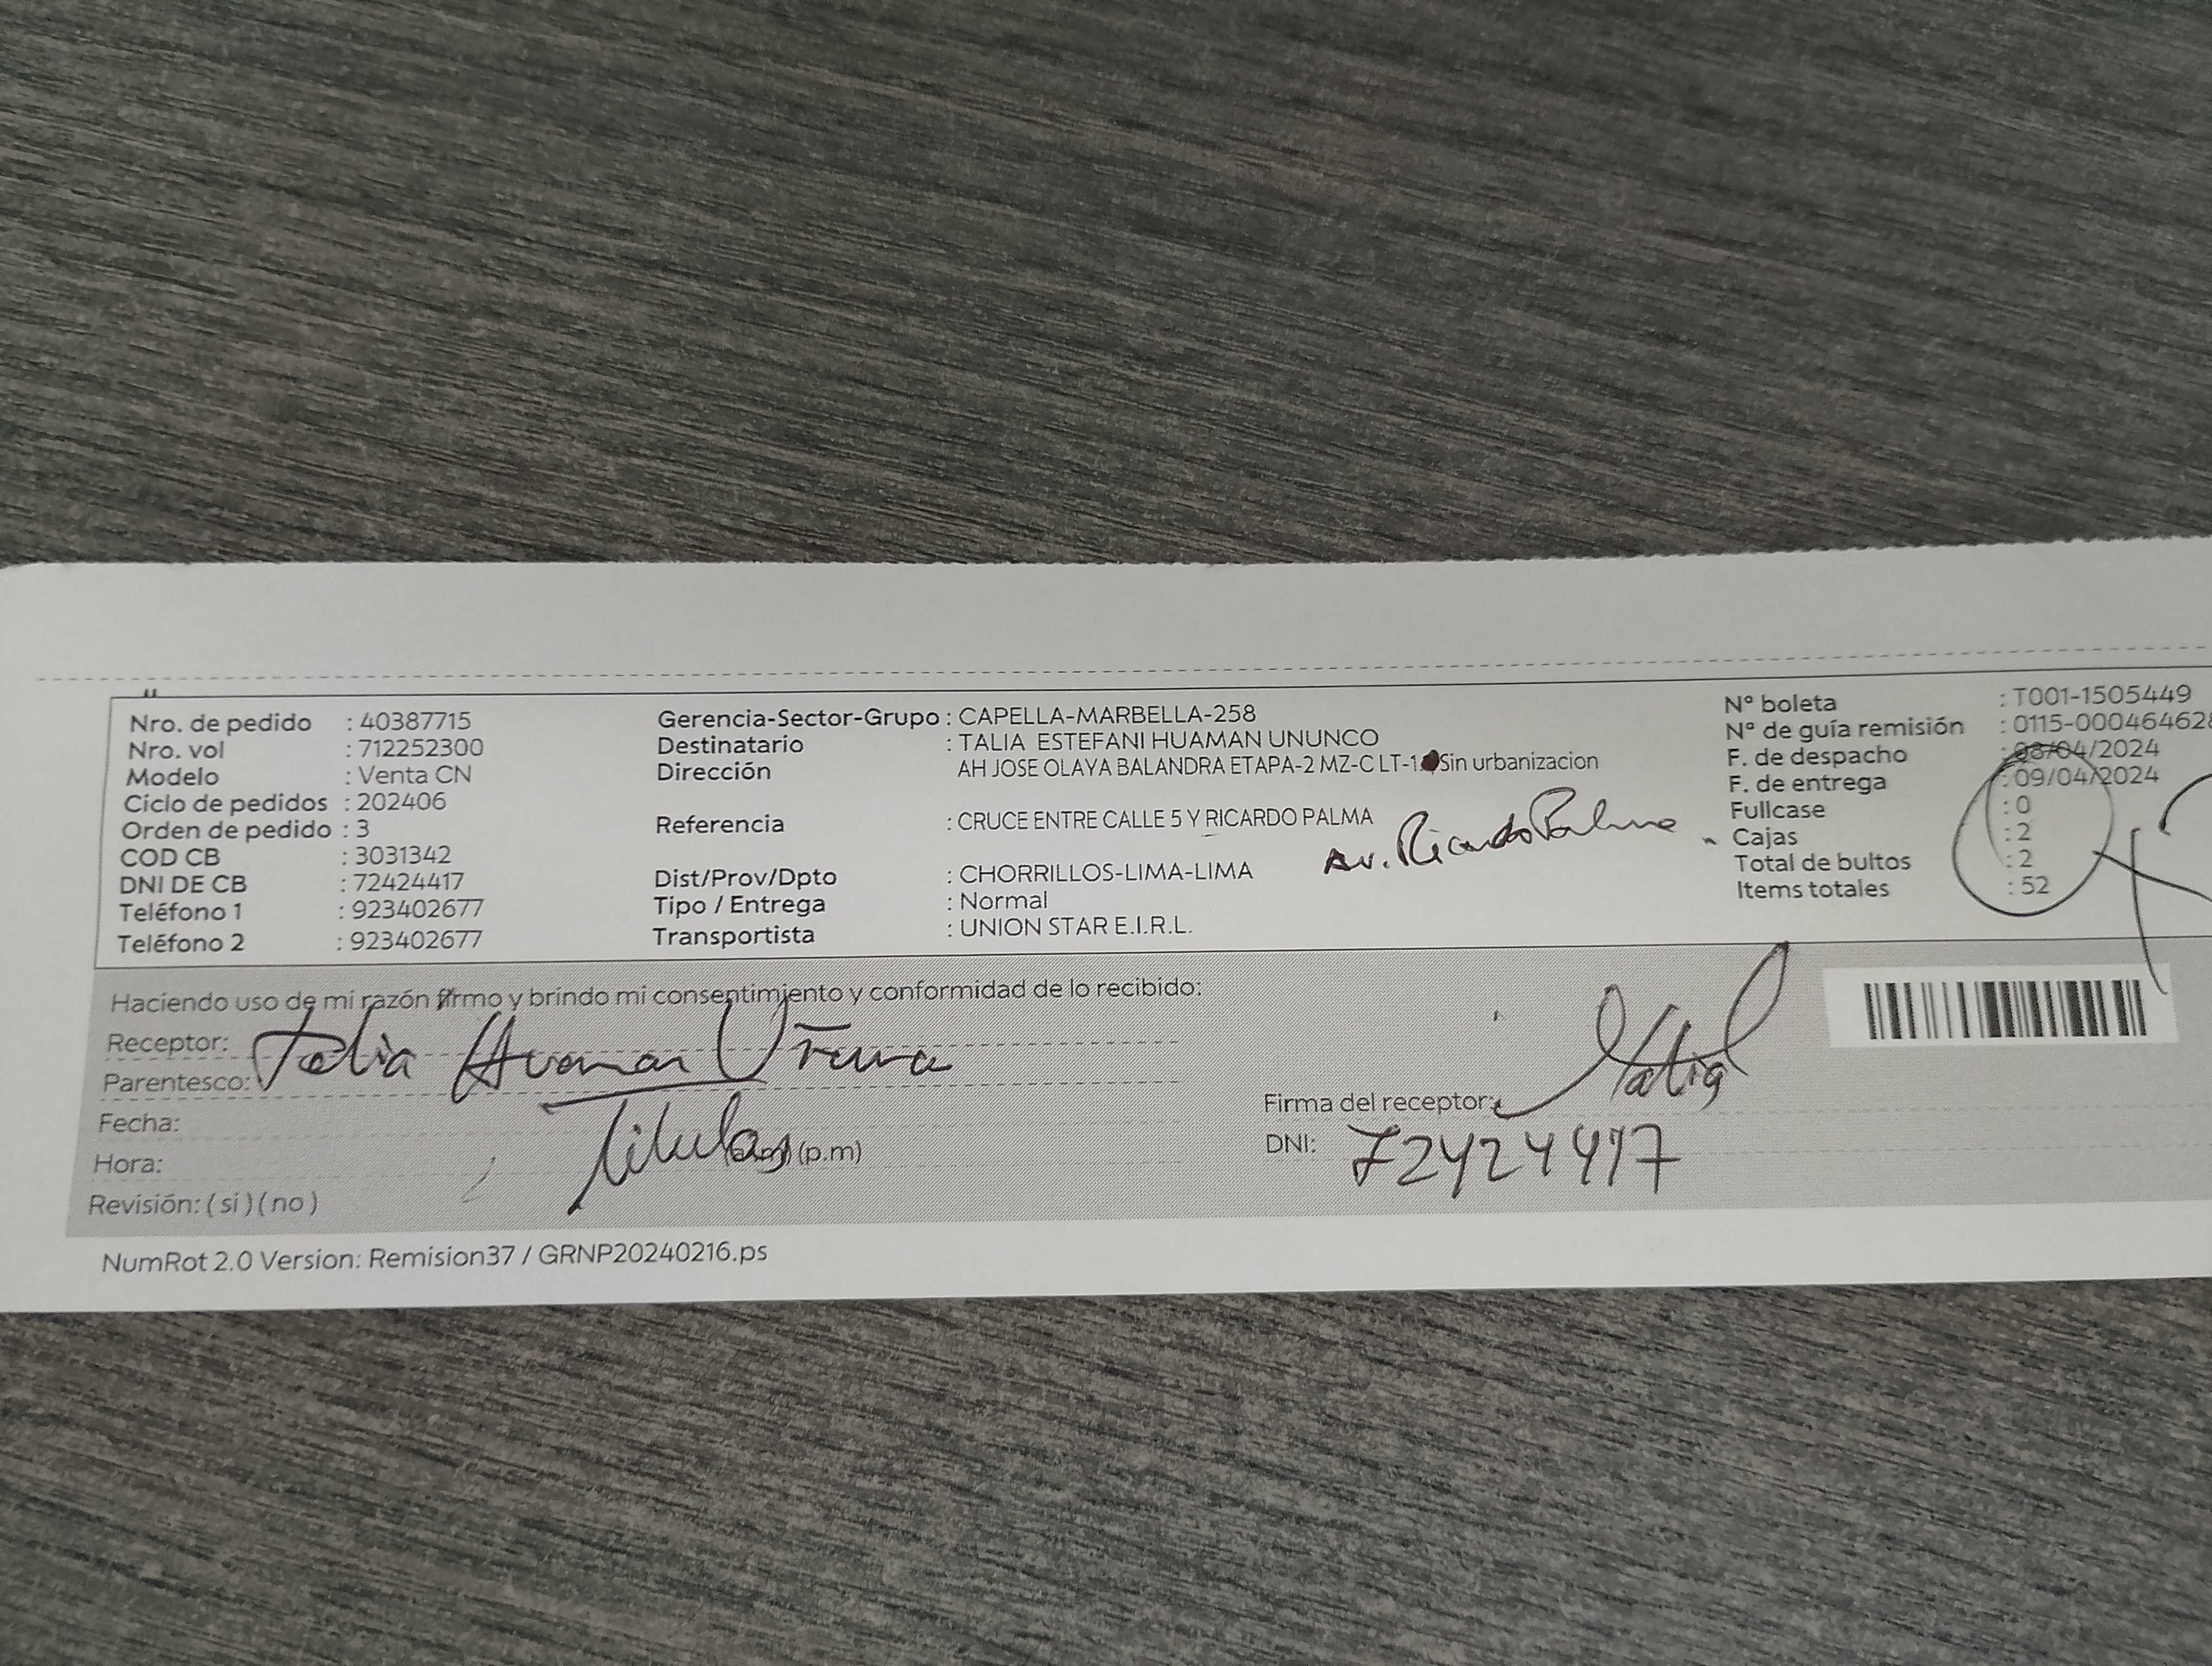 Nro. de pedido : 40387715
Nro. vol : 712252300
Modelo : Venta CN
Ciclo de pedidos : 202406
Orden de pedido : 3
COD CB : 3031342
DNI DE CB : 72424417
Teléfono 1 : 923402677
Teléfono 2 : 923402677
Gerencia-Sector-Grupo : CAPELLA-MARBELLA-258
Destinatario : TALIA ESTEFANI HUAMAN UNUNCO
Dirección AH JOSE OLAYA BALANDRA ETAPA-2 MZ-C LT-1 Sin urbanizacion
Referencia : CRUCE ENTRE CALLE 5 Y RICARDO PALMA
Av. Ricardo Palma
Dist/Prov/Dpto : CHORRILLOS-LIMA-LIMA
Tipo / Entrega : Normal
Transportista : UNION STAR E.I.R.L.
N° boleta : T001-1505449
N° de guía remisión : 0115-00046462
F. de despacho : 08/04/2024
F. de entrega : 09/04/2024
Fullcase : 0
Cajas : 2
Total de bultos : 2
Items totales : 52
Haciendo uso de mi razón firmo y brindo mi consentimiento y conformidad de lo recibido:
Receptor: Talia Huaman
Parentesco: Titular
Fecha:
Hora: (p.m)
Revisión: ( si ) ( no )
Firma del receptor:
DNI: 72424417
NumRot 2.0 Version: Remision37 / GRNP20240216.ps